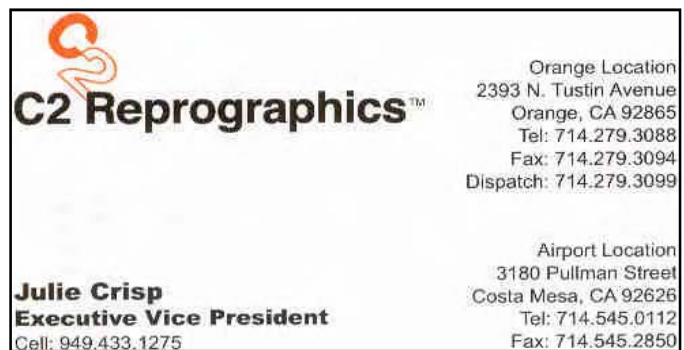 C2
C2 Reprographics™
Orange Location
2393 N. Tustin Avenue
Orange, CA 92865
Tel: 714.279.3088
Fax: 714.279.3094
Dispatch: 714.279.3099
Airport Location
3180 Pullman Street
Costa Mesa, CA 92626
Tel: 714.545.0112
Fax: 714.545.2850
Julie Crisp
Executive Vice President
Cell: 949.433.1275